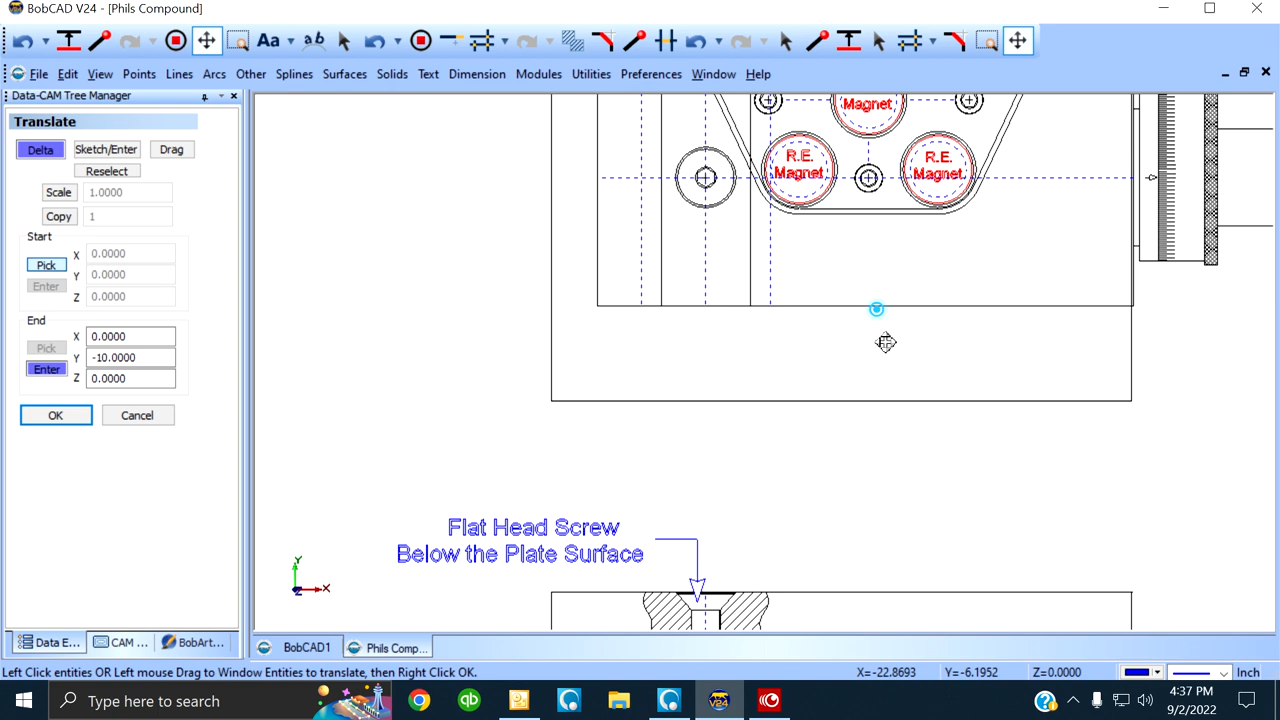 BobCAD V24 - [Phils Compound]
Aa
ab
File Edit View Points Lines Arcs Other Splines Surfaces Solids Text Dimension Modules Utilities Preferences Window Help
Data-CAM Tree Manager
Translate
Delta Sketch/Enter Drag
Reselect
Scale 1.0000
Copy 1
Start
Pick X 0.0000
Y 0.0000
Enter
Z 0.0000
End
X 0.0000
Pick
Y -10.0000
Enter
Z 0.0000
OK Cancel
Magnet
R.E.
Magnet
R.E.
Magnet
Flat Head Screw
Below the Plate Surface
Y
Z
X
Data E... CAM ... BobArt...
BobCAD1 Phils Comp...
Left Click entities OR Left mouse Drag to Window Entities to translate, then Right Click OK.
X=-22.8693 Y=-6.1952 Z=0.0000 Inch
Type here to search
qb
V24
4:37 PM
9/2/2022